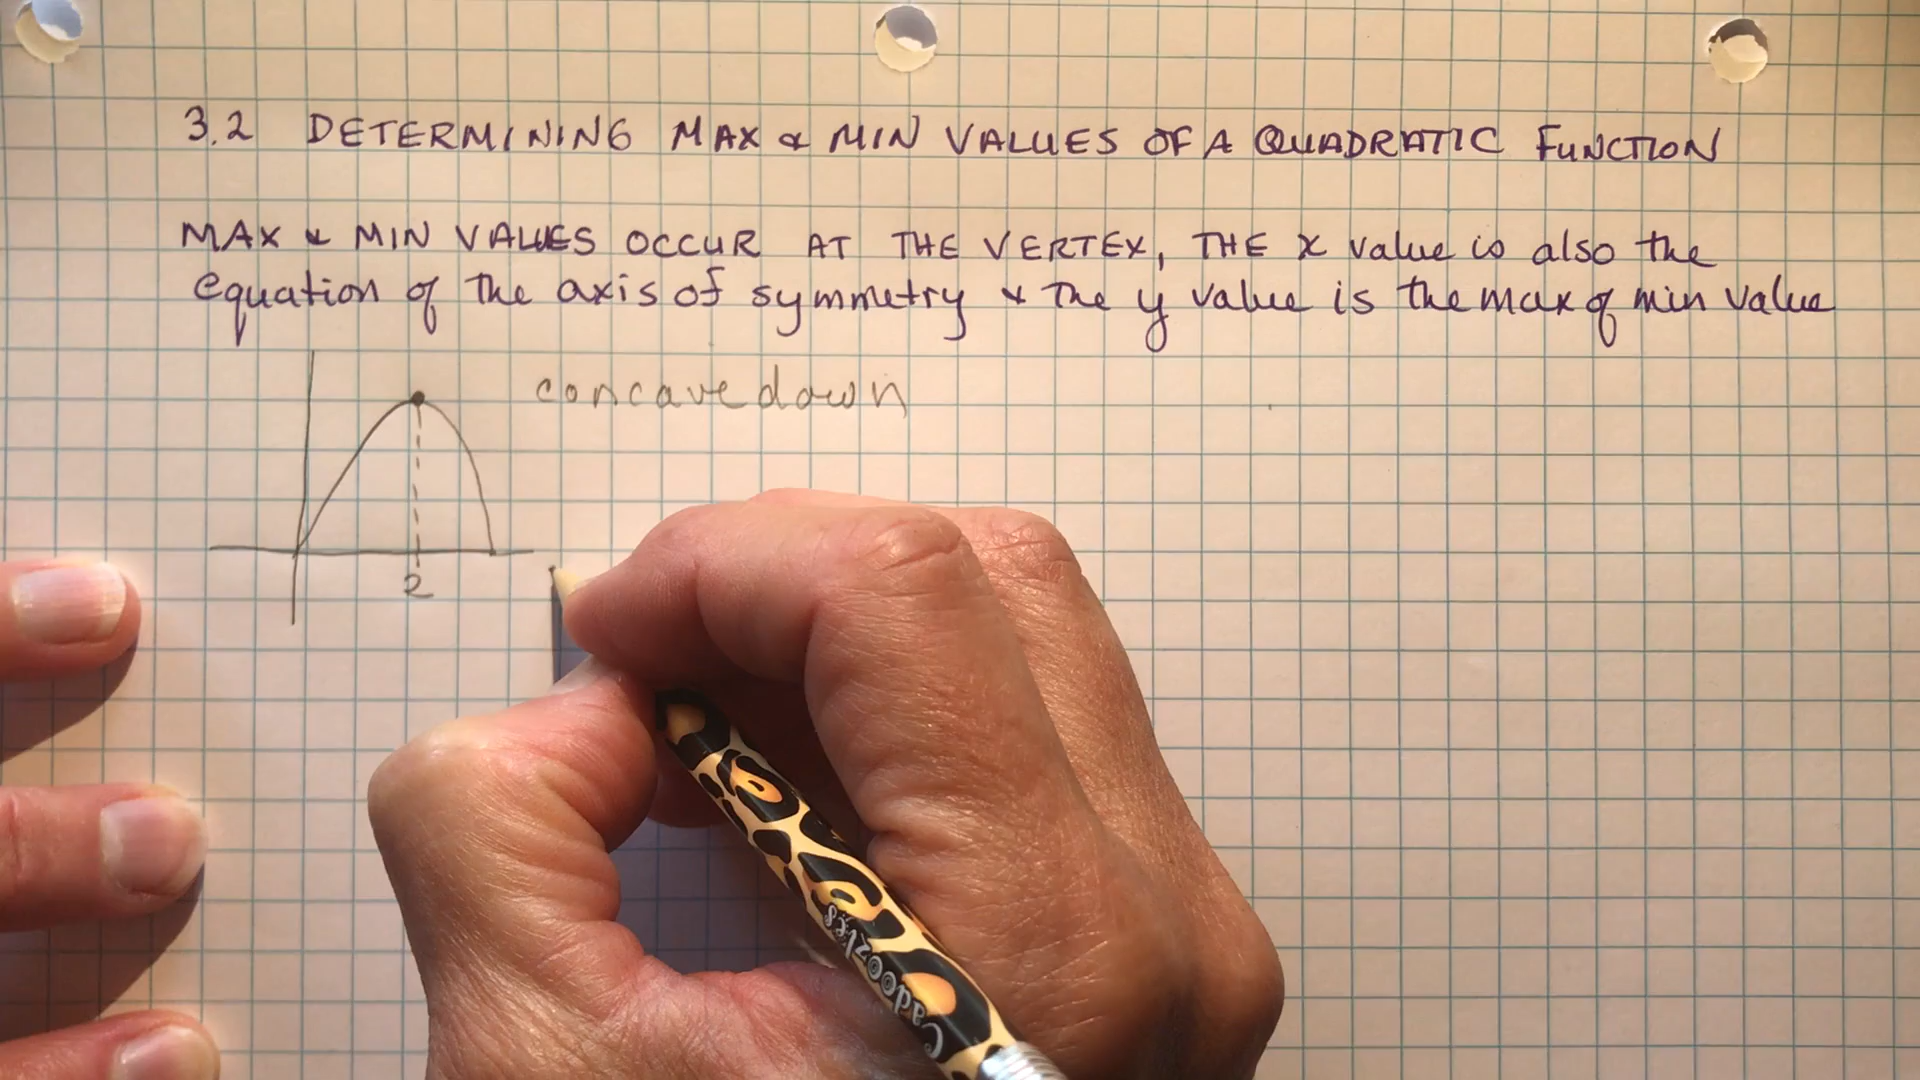 3.2 DETERMINING MAX & MIN VALUES OF A QUADRATIC FUNCTION
MAX & MIN VALUES OCCUR AT THE VERTEX, THE x value is also the
equation of the axis of symmetry & the y value is the max of min value
concave down
2
Cadoozles